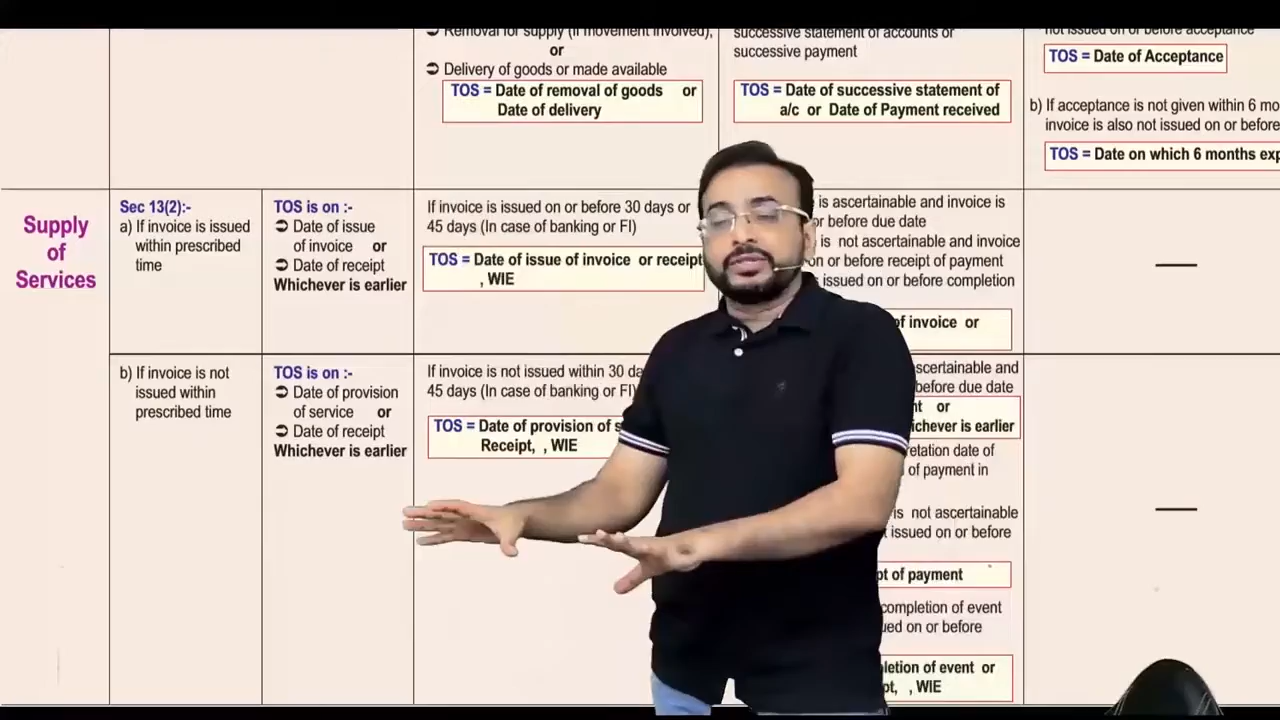 Removal for supply (if movement involved),
or
Delivery of goods or made available
TOS = Date of removal of goods or
Date of delivery
successive statement of accounts or
successive payment
TOS = Date of successive statement of
a/c or Date of Payment received
not issued on or before acceptance
TOS = Date of Acceptance
b) If acceptance is not given within 6 mo
invoice is also not issued on or before
TOS = Date on which 6 months exp
Supply
of
Services
Sec 13(2):-
a) If invoice is issued
within prescribed
time
TOS is on :-
Date of issue
of invoice or
Date of receipt
Whichever is earlier
If invoice is issued on or before 30 days or
45 days (In case of banking or FI)
TOS = Date of issue of invoice or receipt
, WIE
is ascertainable and invoice is
or before due date
is not ascertainable and invoice
on or before receipt of payment
issued on or before completion
of invoice or
b) If invoice is not
issued within
prescribed time
TOS is on :-
Date of provision
of service or
Date of receipt
Whichever is earlier
If invoice is not issued within 30 da
45 days (In case of banking or FI)
TOS = Date of provision of s
Receipt, , WIE
ascertainable and
before due date
or
ichever is earlier
retation date of
of payment in
is not ascertainable
issued on or before
pt of payment
completion of event
ued on or before
letion of event or
pt, , WIE